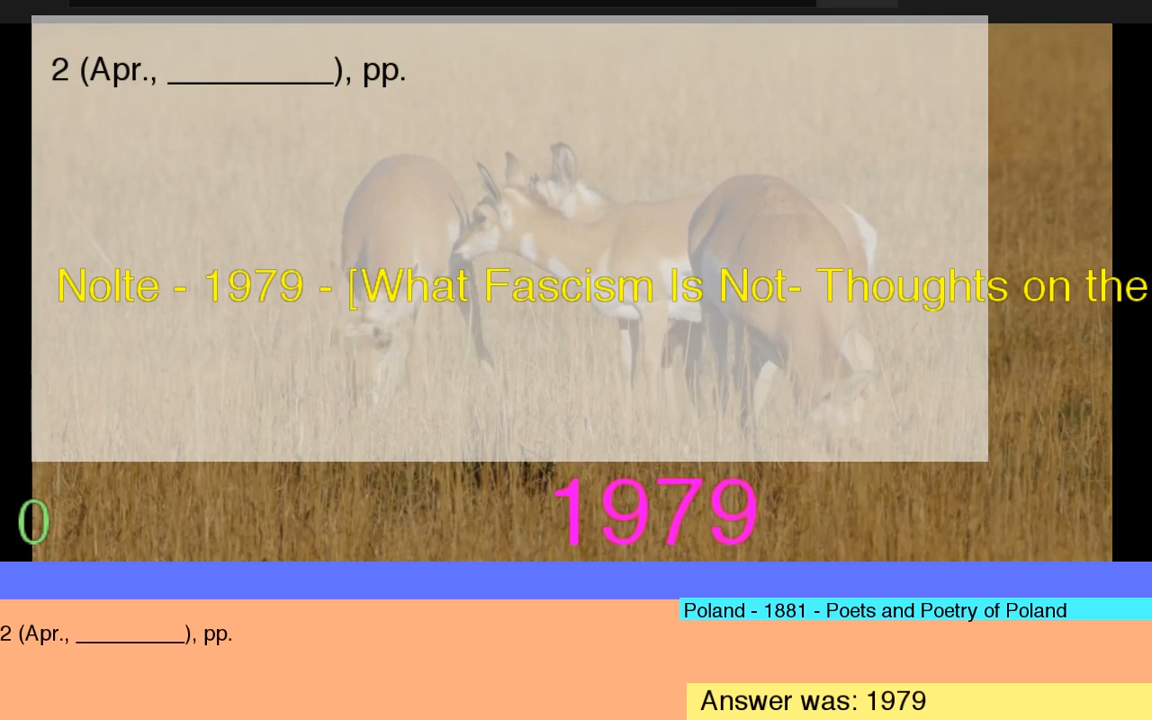 2 (Apr., __________), pp.
Nolte - 1979 - [What Fascism Is Not- Thoughts on the
0
1979
Poland - 1881 - Poets and Poetry of Poland
2 (Apr., __________), pp.
Answer was: 1979